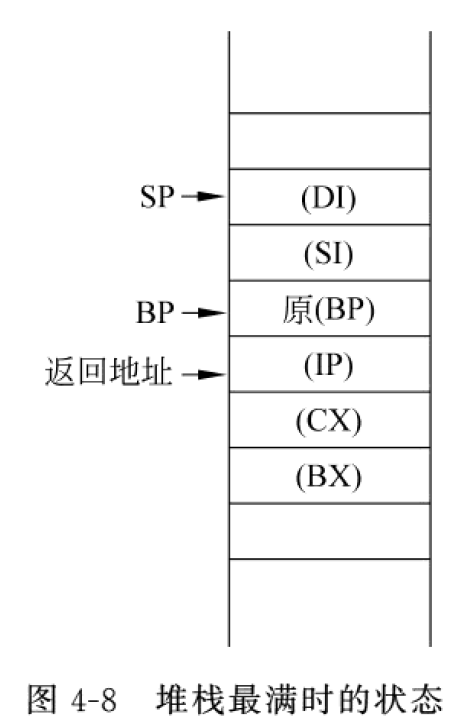 SP (DI)
(SI)
BP 原(BP)
返回地址 (IP)
(CX)
(BX)
图 4-8 堆栈最满时的状态